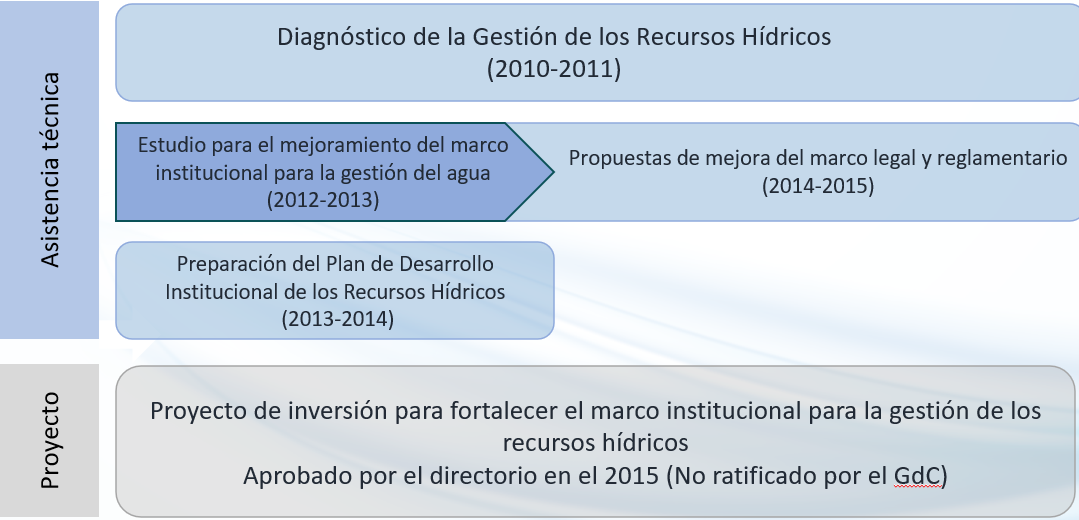 Asistencia técnica
Diagnóstico de la Gestión de los Recursos Hídricos
(2010-2011)
Estudio para el mejoramiento del marco
institucional para la gestión del agua
(2012-2013)
Propuestas de mejora del marco legal y reglamentario
(2014-2015)
Preparación del Plan de Desarrollo
Institucional de los Recursos Hídricos
(2013-2014)
Proyecto
Proyecto de inversión para fortalecer el marco institucional para la gestión de los
recursos hídricos
Aprobado por el directorio en el 2015 (No ratificado por el GdC)